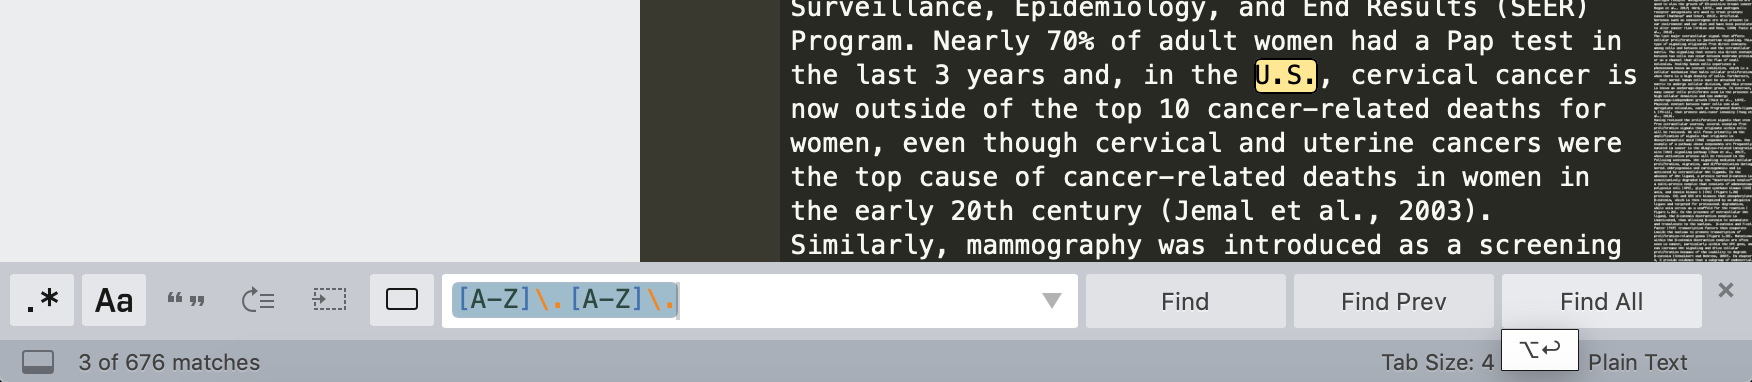 Surveillance, Epidemiology, and End Results (SEER)
Program. Nearly 70% of adult women had a Pap test in
the last 3 years and, in the U.S., cervical cancer is
now outside of the top 10 cancer–related deaths for
women, even though cervical and uterine cancers were
the top cause of cancer–related deaths in women in
the early 20th century (Jemal et al., 2003).
Similarly, mammography was introduced as a screening
.* Aa “ ” [A–Z]\.[A–Z]\. Find Find Prev Find All ×
3 of 676 matches Tab Size: 4 ⌥↩ Plain Text